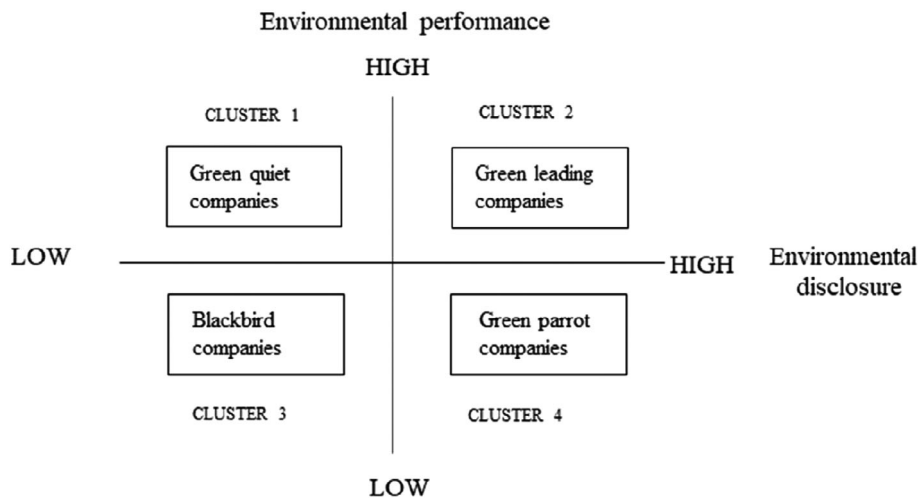 Environmental performance
HIGH
CLUSTER 1
CLUSTER 2
Green quiet
companies
Green leading
companies
LOW
HIGH
Environmental
disclosure
Blackbird
companies
Green parrot
companies
CLUSTER 3
CLUSTER 4
LOW